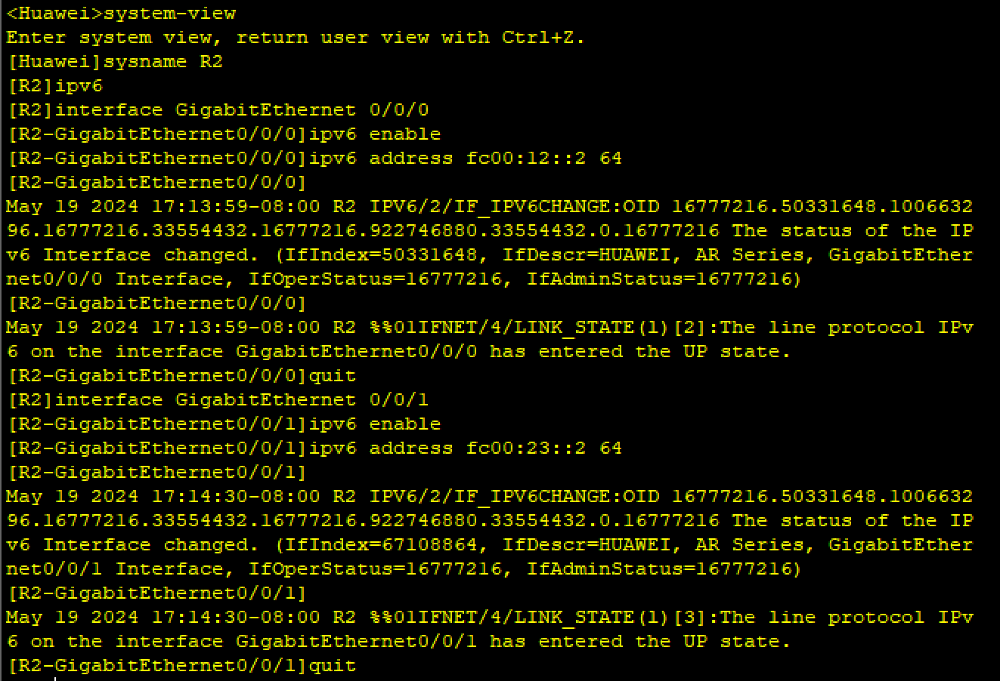 <Huawei>system-view
Enter system view, return user view with Ctrl+Z.
[Huawei]sysname R2
[R2]ipv6
[R2]interface GigabitEthernet 0/0/0
[R2-GigabitEthernet0/0/0]ipv6 enable
[R2-GigabitEthernet0/0/0]ipv6 address fc00:12::2 64
[R2-GigabitEthernet0/0/0]
May 19 2024 17:13:59-08:00 R2 IPV6/2/IF_IPV6CHANGE:OID 16777216.50331648.1006632
96.16777216.33554432.16777216.922746880.33554432.0.16777216 The status of the IP
v6 Interface changed. (IfIndex=50331648, IfDescr=HUAWEI, AR Series, GigabitEther
net0/0/0 Interface, IfOperStatus=16777216, IfAdminStatus=16777216)
[R2-GigabitEthernet0/0/0]
May 19 2024 17:13:59-08:00 R2 %%01IFNET/4/LINK_STATE(l)[2]:The line protocol IPv
6 on the interface GigabitEthernet0/0/0 has entered the UP state.
[R2-GigabitEthernet0/0/0]quit
[R2]interface GigabitEthernet 0/0/1
[R2-GigabitEthernet0/0/1]ipv6 enable
[R2-GigabitEthernet0/0/1]ipv6 address fc00:23::2 64
[R2-GigabitEthernet0/0/1]
May 19 2024 17:14:30-08:00 R2 IPV6/2/IF_IPV6CHANGE:OID 16777216.50331648.1006632
96.16777216.33554432.16777216.922746880.33554432.0.16777216 The status of the IP
v6 Interface changed. (IfIndex=67108864, IfDescr=HUAWEI, AR Series, GigabitEther
net0/0/1 Interface, IfOperStatus=16777216, IfAdminStatus=16777216)
[R2-GigabitEthernet0/0/1]
May 19 2024 17:14:30-08:00 R2 %%01IFNET/4/LINK_STATE(l)[3]:The line protocol IPv
6 on the interface GigabitEthernet0/0/1 has entered the UP state.
[R2-GigabitEthernet0/0/1]quit